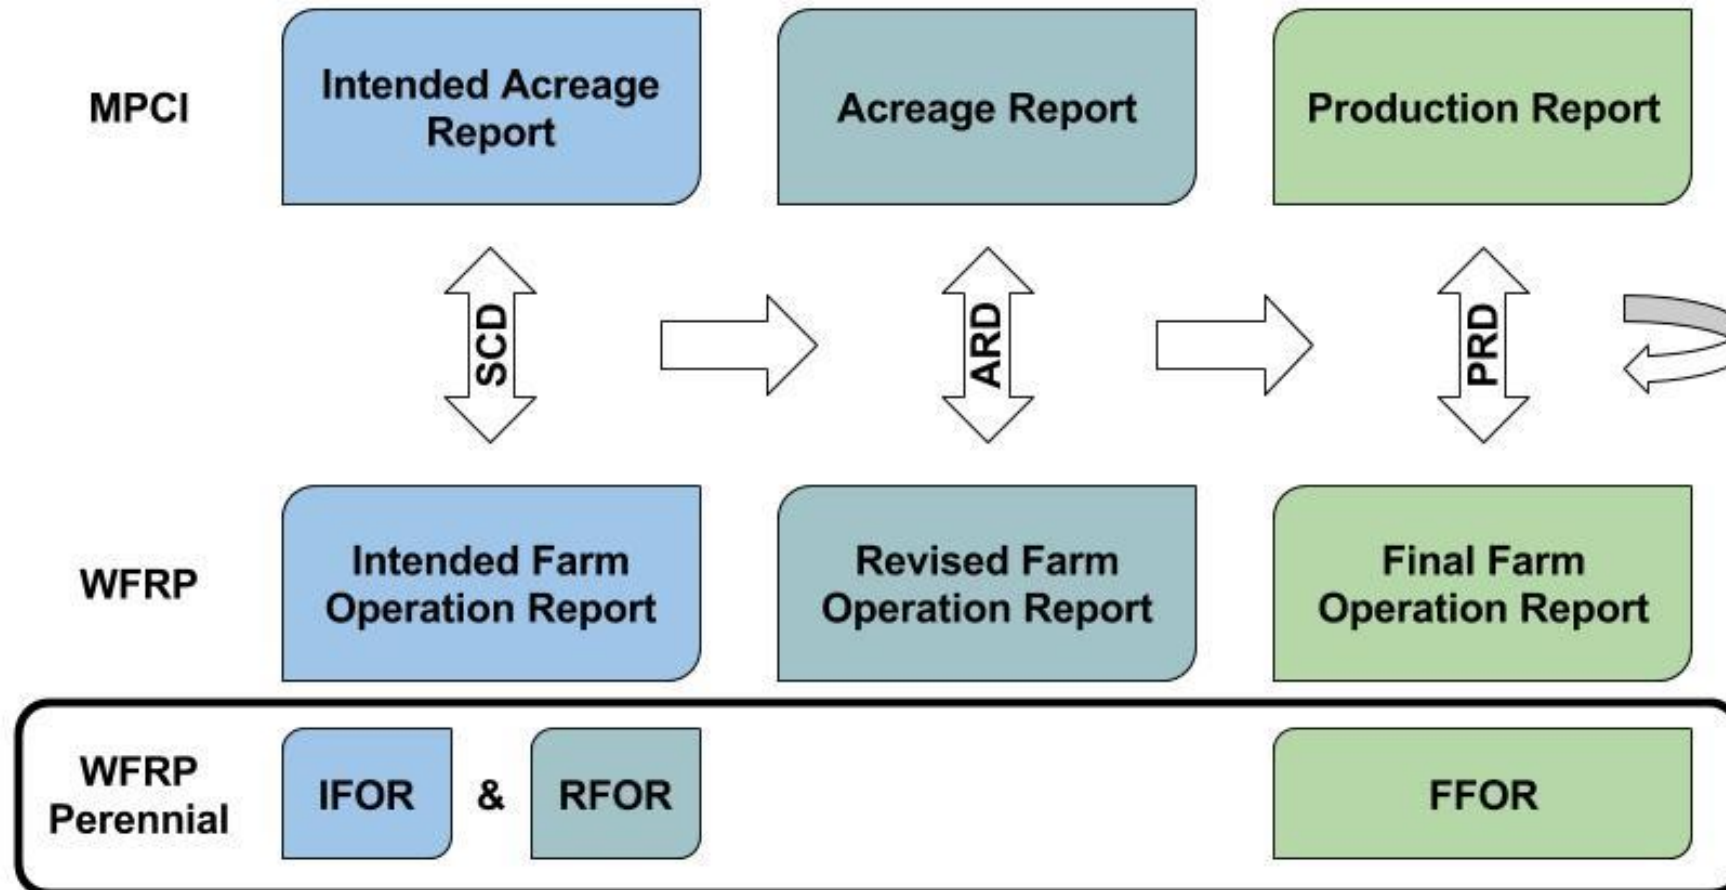 MPCI
Intended Acreage
Report
Acreage Report
Production Report
SCD
ARD
PRD
WFRP
Intended Farm
Operation Report
Revised Farm
Operation Report
Final Farm
Operation Report
WFRP
Perennial
IFOR
&
RFOR
FFOR